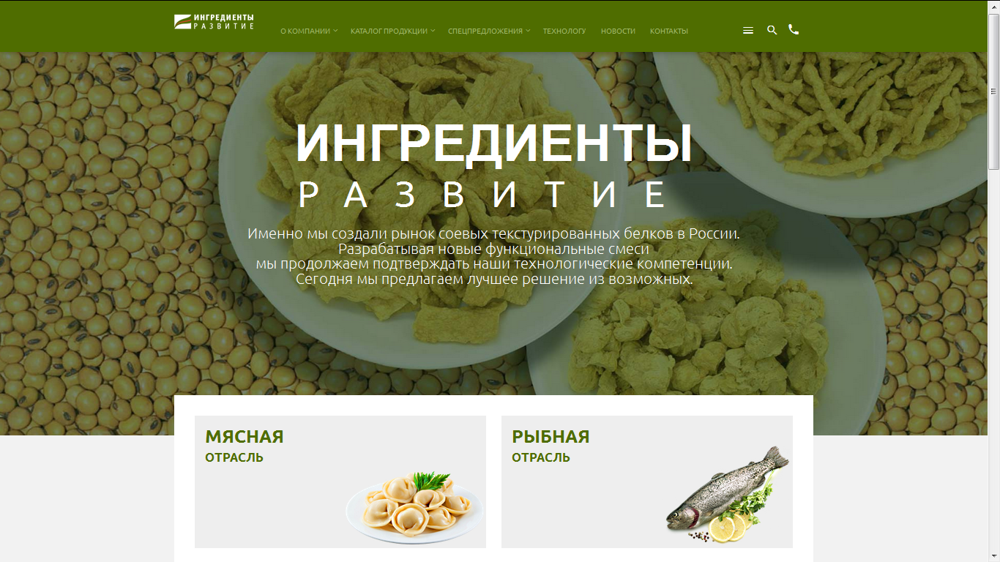 ИНГРЕДИЕНТЫ
РАЗВИТИЕ
О КОМПАНИИ КАТАЛОГ ПРОДУКЦИИ СПЕЦПРЕДЛОЖЕНИЯ ТЕХНОЛОГУ НОВОСТИ КОНТАКТЫ
ИНГРЕДИЕНТЫ
РАЗВИТИЕ
Именно мы создали рынок соевых текстурированных белков в России.
Разрабатывая новые функциональные смеси
мы продолжаем подтверждать наши технологические компетенции.
Сегодня мы предлагаем лучшее решение из возможных.
МЯСНАЯ
ОТРАСЛЬ
РЫБНАЯ
ОТРАСЛЬ